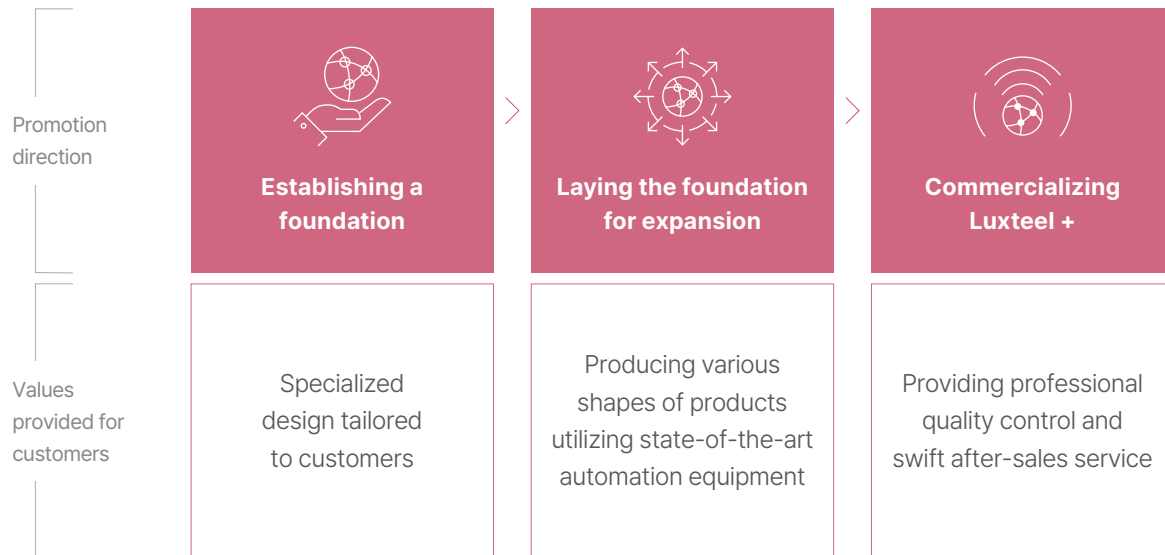 Promotion
direction
Establishing a
foundation
Laying the foundation
for expansion
Commercializing
Luxteel +
Values
provided for
customers
Specialized
design tailored
to customers
Producing various
shapes of products
utilizing state-of-the-art
automation equipment
Providing professional
quality control and
swift after-sales service